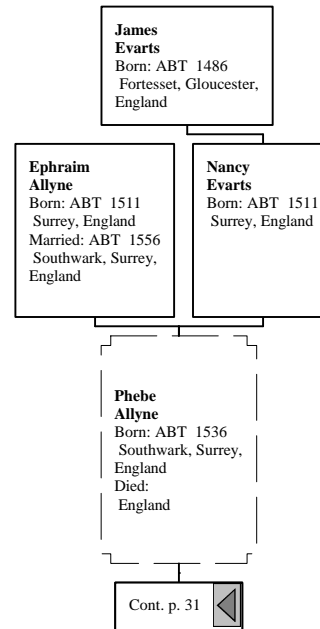 James
Evarts
Born: ABT 1486
Fortesset, Gloucester,
England
Ephraim
Allyne
Born: ABT 1511
Surrey, England
Married: ABT 1556
Southwark, Surrey,
England
Nancy
Evarts
Born: ABT 1511
Surrey, England
Phebe
Allyne
Born: ABT 1536
Southwark, Surrey,
England
Died:
England
Cont. p. 31